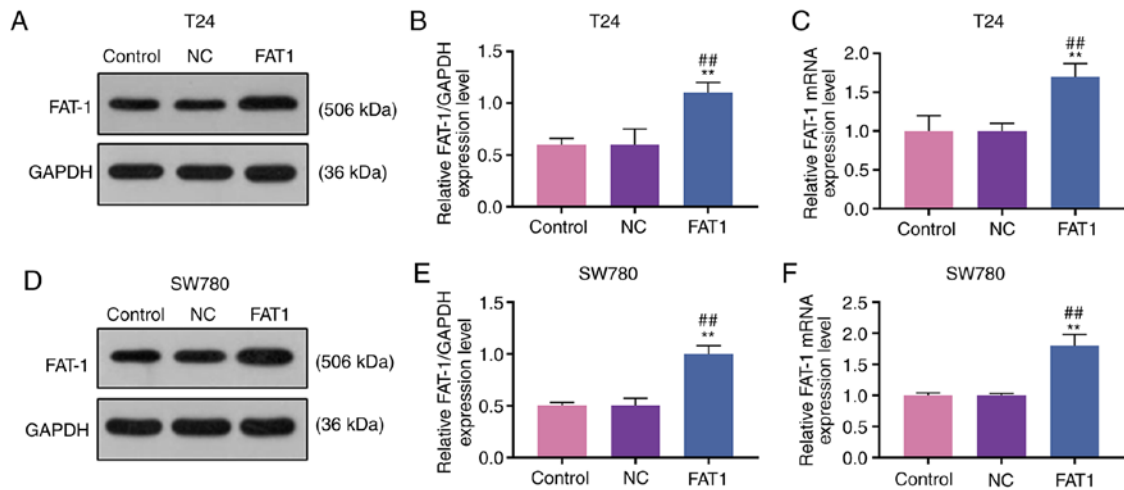 A
T24
Control NC FAT1
FAT-1
(506 kDa)
GAPDH
(36 kDa)
B
T24
Relative FAT-1/GAPDH
expression level
1.5
1.0
0.5
0.0
##
**
Control NC FAT1
C
T24
Relative FAT-1 mRNA
expression level
2.0
1.5
1.0
0.5
0.0
##
**
Control NC FAT1
D
SW780
Control NC FAT1
FAT-1
(506 kDa)
GAPDH
(36 kDa)
E
SW780
Relative FAT-1/GAPDH
expression level
1.5
1.0
0.5
0.0
##
**
Control NC FAT1
F
SW780
Relative FAT-1 mRNA
expression level
2.5
2.0
1.5
1.0
0.5
0.0
##
**
Control NC FAT1